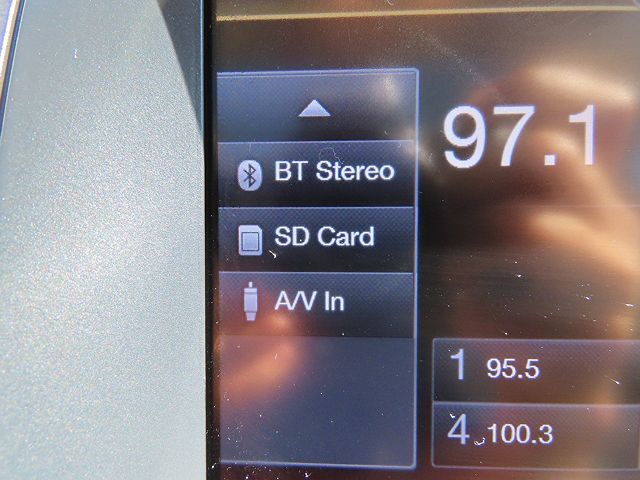 97.1
BT Stereo
SD Card
A/V In
1 95.5
4 100.3